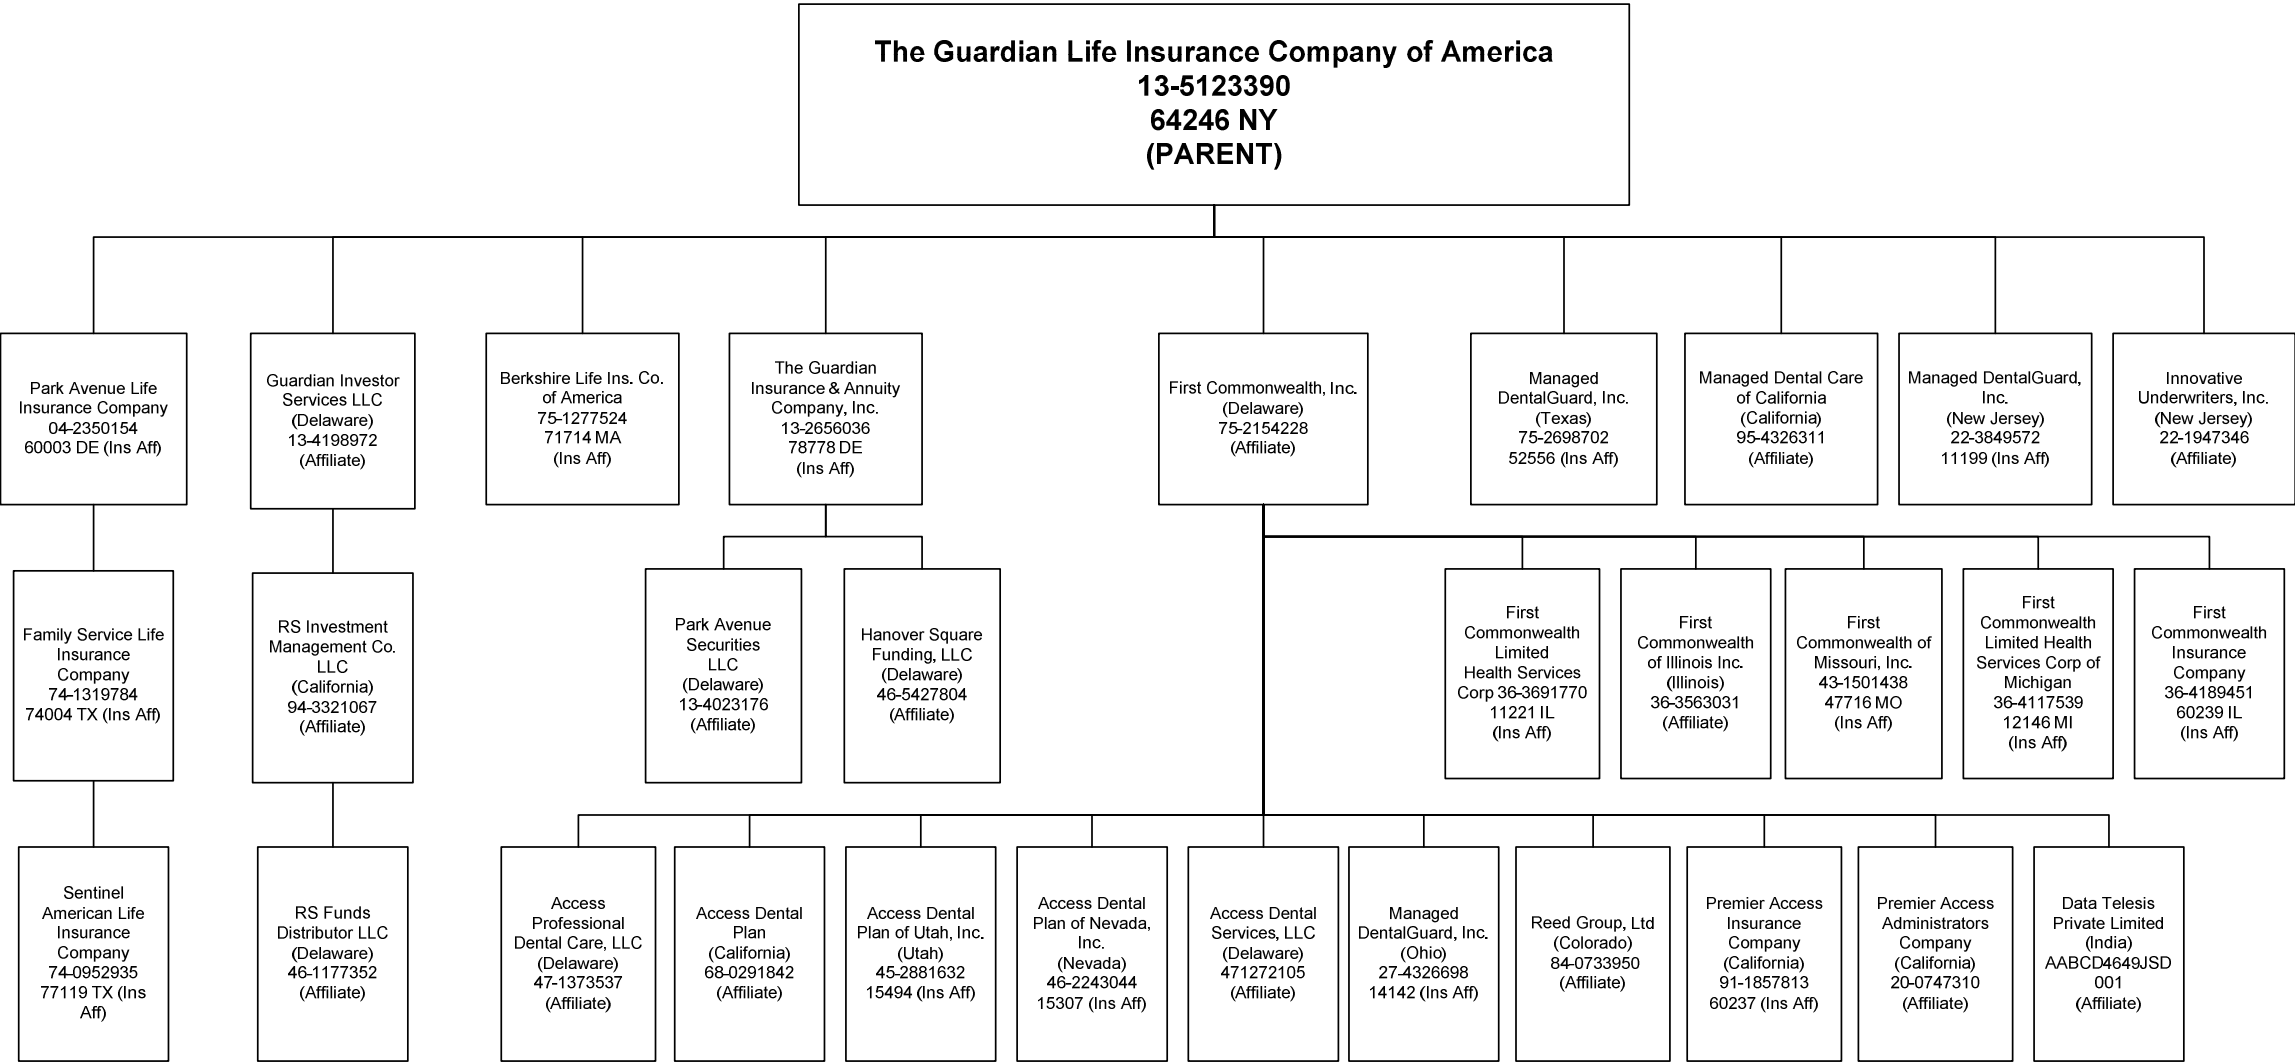 The Guardian Life Insurance Company of America
13-5123390
64246 NY
(PARENT)
Park Avenue Life
Insurance Company
04-2350154
60003 DE (Ins Aff)
Guardian Investor
Services LLC
(Delaware)
13-4198972
(Affiliate)
Berkshire Life Ins. Co.
of America
75-1277524
71714 MA
(Ins Aff)
The Guardian
Insurance & Annuity
Company, Inc.
13-2656036
78778 DE
(Ins Aff)
First Commonwealth, Inc.
(Delaware)
75-2154228
(Affiliate)
Managed
DentalGuard, Inc.
(Texas)
75-2698702
52556 (Ins Aff)
Managed Dental Care
of California
(California)
95-4326311
(Affiliate)
Managed DentalGuard,
Inc.
(New Jersey)
22-3849572
11199 (Ins Aff)
Innovative
Underwriters, Inc.
(New Jersey)
22-1947346
(Affiliate)
Family Service Life
Insurance
Company
74-1319784
74004 TX (Ins Aff)
RS Investment
Management Co.
LLC
(California)
94-3321067
(Affiliate)
Park Avenue
Securities
LLC
(Delaware)
13-4023176
(Affiliate)
Hanover Square
Funding, LLC
(Delaware)
46-5427804
(Affiliate)
First
Commonwealth
Limited
Health Services
Corp 36-3691770
11221 IL
(Ins Aff)
First
Commonwealth
of Illinois Inc.
(Illinois)
36-3563031
(Affiliate)
First
Commonwealth of
Missouri, Inc.
43-1501438
47716 MO
(Ins Aff)
First
Commonwealth
Limited Health
Services Corp of
Michigan
36-4117539
12146 MI
(Ins Aff)
First
Commonwealth
Insurance
Company
36-4189451
60239 IL
(Ins Aff)
Sentinel
American Life
Insurance
Company
74-0952935
77119 TX (Ins
Aff)
RS Funds
Distributor LLC
(Delaware)
46-1177352
(Affiliate)
Access
Professional
Dental Care, LLC
(Delaware)
47-1373537
(Affiliate)
Access Dental
Plan
(California)
68-0291842
(Affiliate)
Access Dental
Plan of Utah, Inc.
(Utah)
45-2881632
15494 (Ins Aff)
Access Dental
Plan of Nevada,
Inc.
(Nevada)
46-2243044
15307 (Ins Aff)
Access Dental
Services, LLC
(Delaware)
471272105
(Affiliate)
Managed
DentalGuard, Inc.
(Ohio)
27-4326698
14142 (Ins Aff)
Reed Group, Ltd
(Colorado)
84-0733950
(Affiliate)
Premier Access
Insurance
Company
(California)
91-1857813
60237 (Ins Aff)
Premier Access
Administrators
Company
(California)
20-0747310
(Affiliate)
Data Telesis
Private Limited
(India)
AABCD4649JSD
001
(Affiliate)